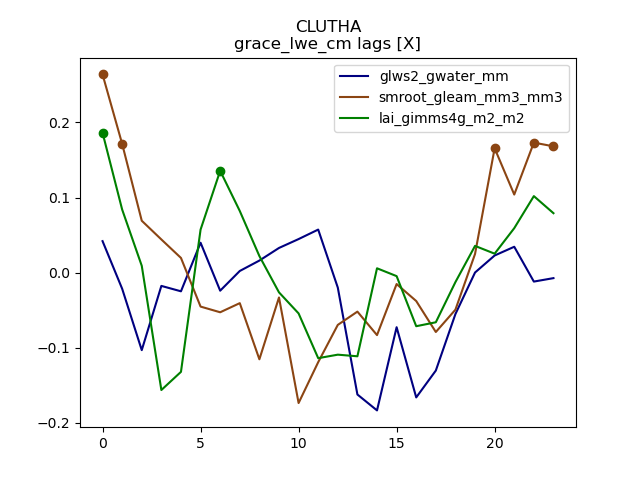 CLUTHA
grace_lwe_cm lags [X]
glws2_gwater_mm
smroot_gleam_mm3_mm3
lai_gimms4g_m2_m2
0.2
0.1
0.0
−0.1
−0.2
0
5
10
15
20